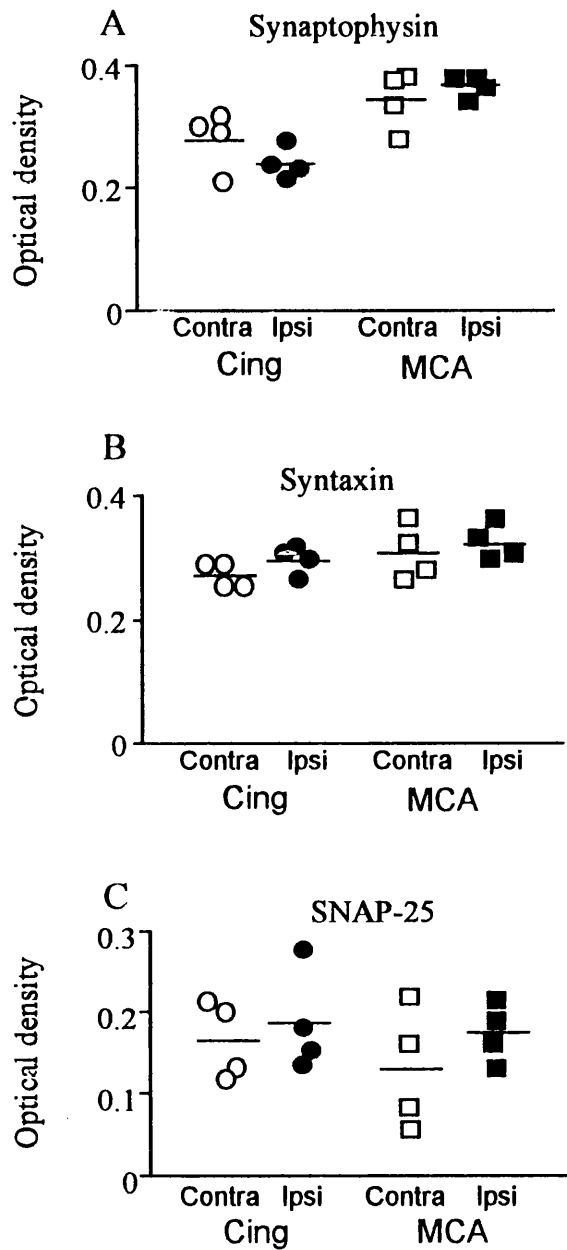 A
Synaptophysin
Optical density
0.4
0.2
0
Contra Ipsi Contra Ipsi
Cing MCA
B
Syntaxin
Optical density
0.4
0.2
0
Contra Ipsi Contra Ipsi
Cing MCA
C
SNAP-25
Optical density
0.3
0.2
0.1
0
Contra Ipsi Contra Ipsi
Cing MCA